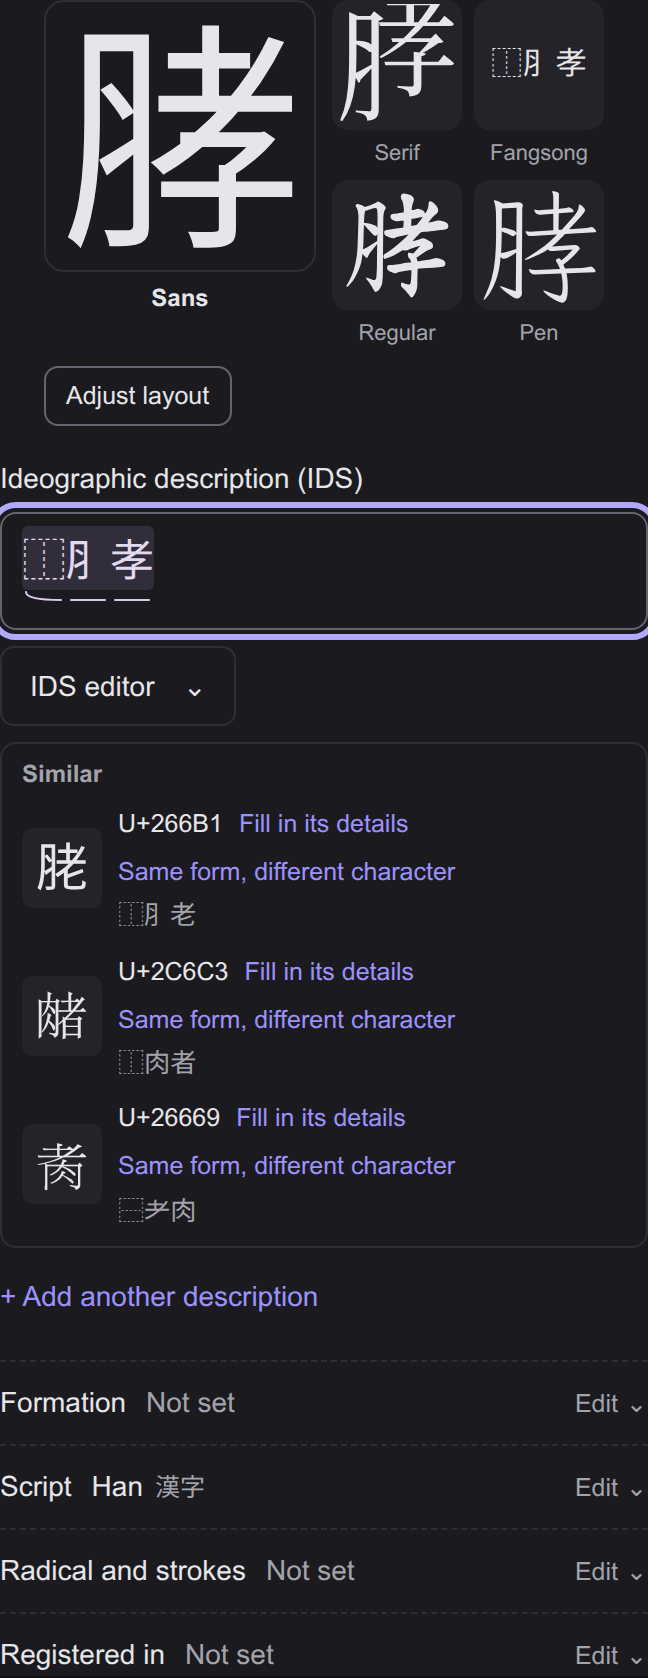 ⿰⺼孝
⿰⺼孝
Serif
Fangsong
Sans
Regular
Pen
Adjust layout
Ideographic description (IDS)
⿰⺼孝
IDS editor
Similar
U+266B1 Fill in its details
Same form, different character
⿰⺼老
U+2C6C3 Fill in its details
Same form, different character
⿰肉者
U+26669 Fill in its details
Same form, different character
⿱耂肉
+ Add another description
Formation Not set
Edit
Script Han 漢字
Edit
Radical and strokes Not set
Edit
Registered in Not set
Edit